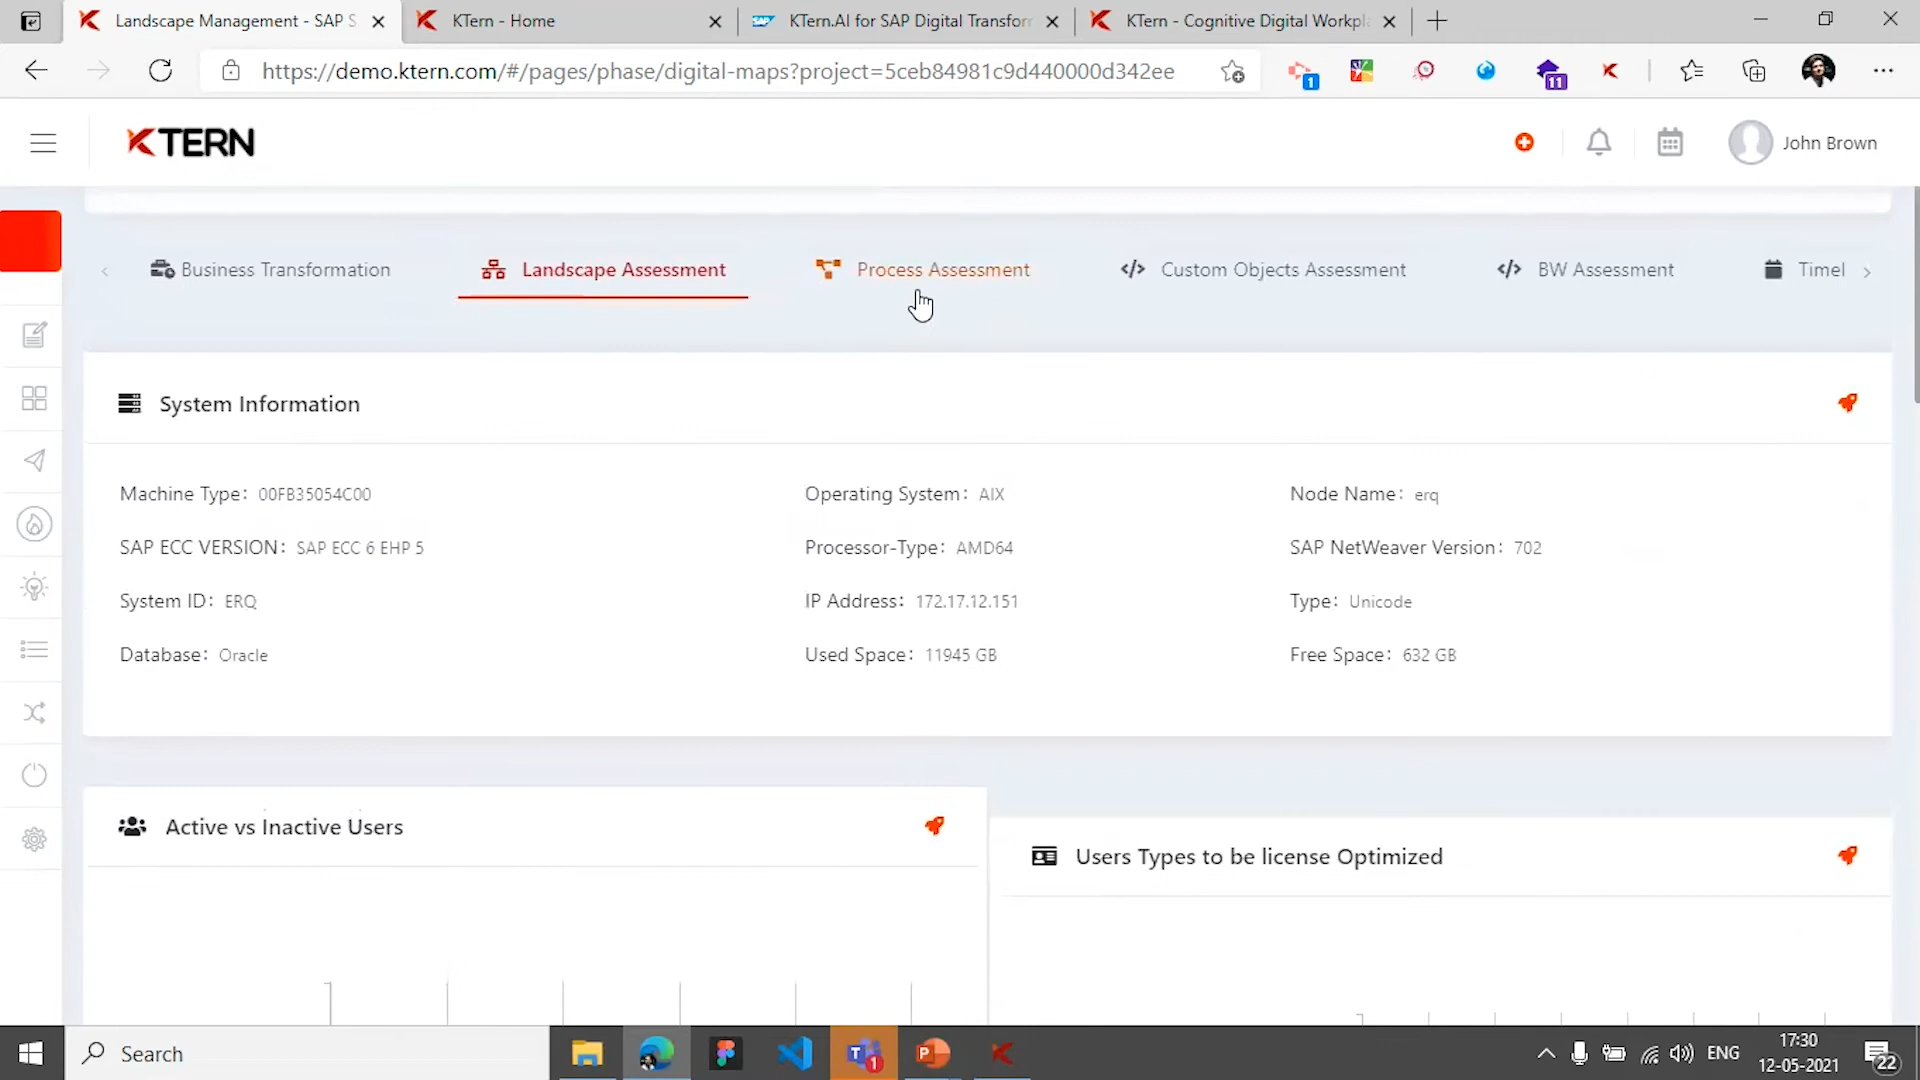 Landscape Management - SAP S
KTern - Home
KTern.AI for SAP Digital Transforn
KTern - Cognitive Digital Workpla
https://demo.ktern.com/#/pages/phase/digital-maps?project=5ceb84981c9d440000d342ee
1
11
KTERN
John Brown
Business Transformation
Landscape Assessment
Process Assessment
Custom Objects Assessment
BW Assessment
Timel
System Information
Machine Type: 00FB35054C00
Operating System: AIX
Node Name: erq
SAP ECC VERSION: SAP ECC 6 EHP 5
Processor-Type: AMD64
SAP NetWeaver Version: 702
System ID: ERQ
IP Address: 172.17.12.151
Type: Unicode
Database: Oracle
Used Space: 11945 GB
Free Space: 632 GB
Active vs Inactive Users
Users Types to be license Optimized
Search
1
ENG
17:30
12-05-2021
22